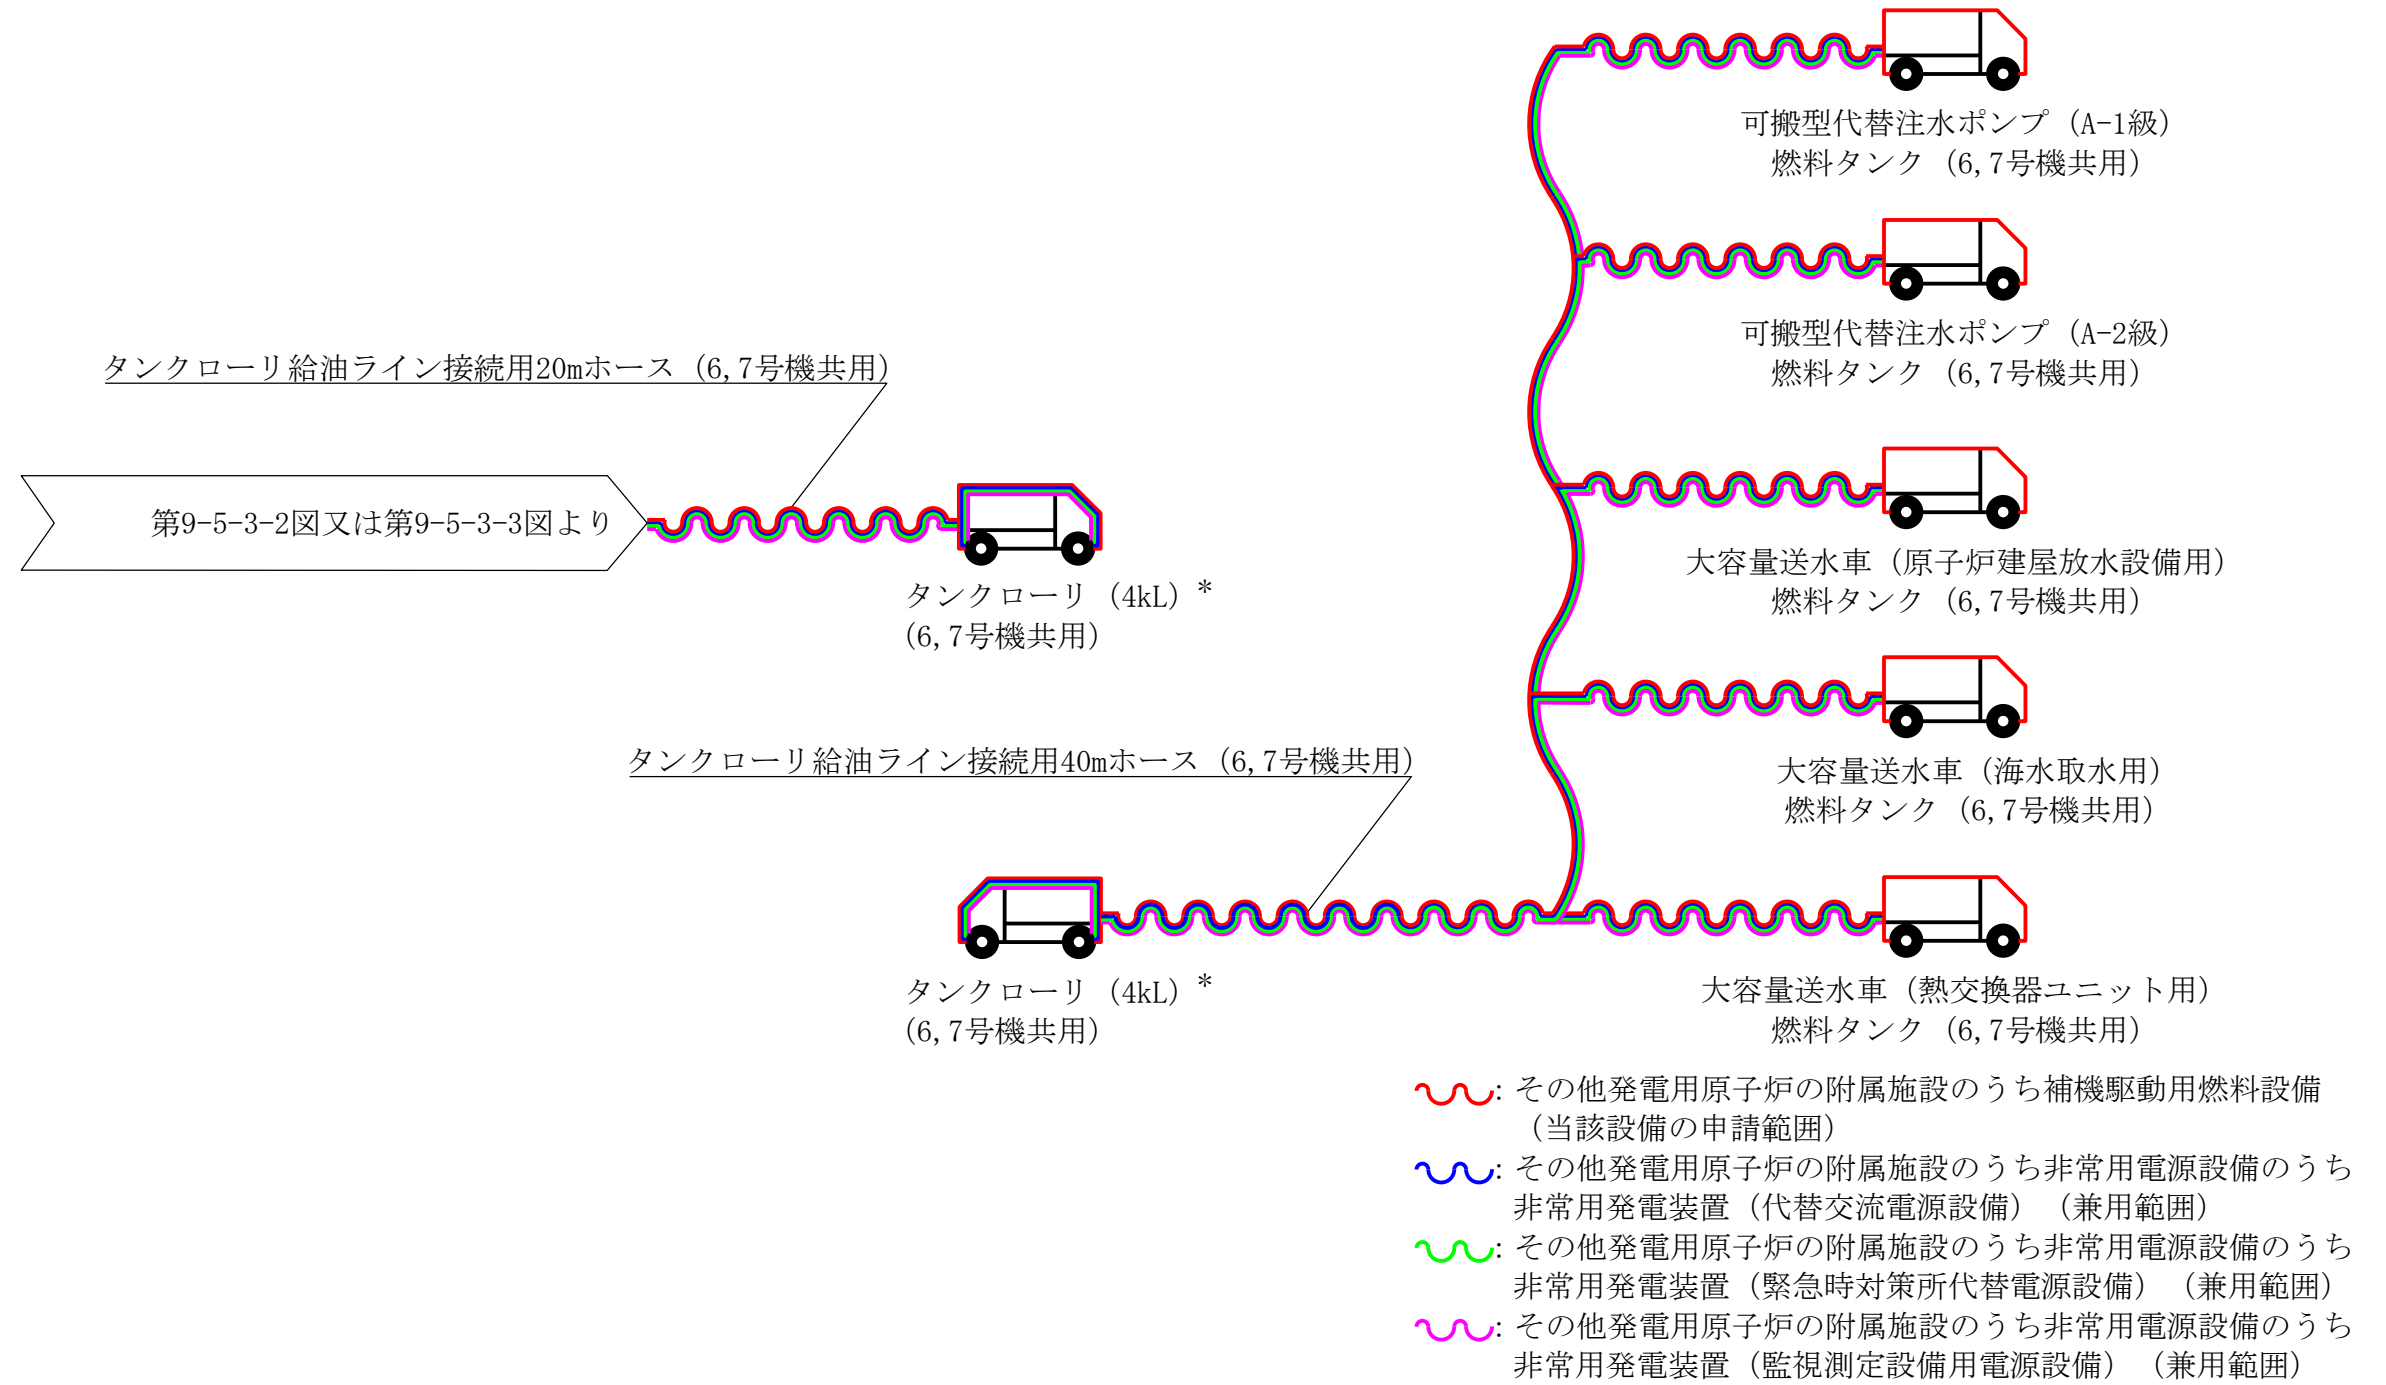 可搬型代替注水ポンプ（A-1級）
燃料タンク（6,7号機共用）
可搬型代替注水ポンプ（A-2級）
燃料タンク（6,7号機共用）
タンクローリ給油ライン接続用20mホース（6,7号機共用）
第9-5-3-2図又は第9-5-3-3図より
タンクローリ（4kL）*
（6,7号機共用）
大容量送水車（原子炉建屋放水設備用）
燃料タンク（6,7号機共用）
大容量送水車（海水取水用）
燃料タンク（6,7号機共用）
タンクローリ給油ライン接続用40mホース（6,7号機共用）
タンクローリ（4kL）*
（6,7号機共用）
大容量送水車（熱交換器ユニット用）
燃料タンク（6,7号機共用）
：その他発電用原子炉の附属施設のうち補機駆動用燃料設備
（当該設備の申請範囲）
：その他発電用原子炉の附属施設のうち非常用電源設備のうち
非常用発電装置（代替交流電源設備）（兼用範囲）
：その他発電用原子炉の附属施設のうち非常用電源設備のうち
非常用発電装置（緊急時対策所代替電源設備）（兼用範囲）
：その他発電用原子炉の附属施設のうち非常用電源設備のうち
非常用発電装置（監視測定設備用電源設備）（兼用範囲）